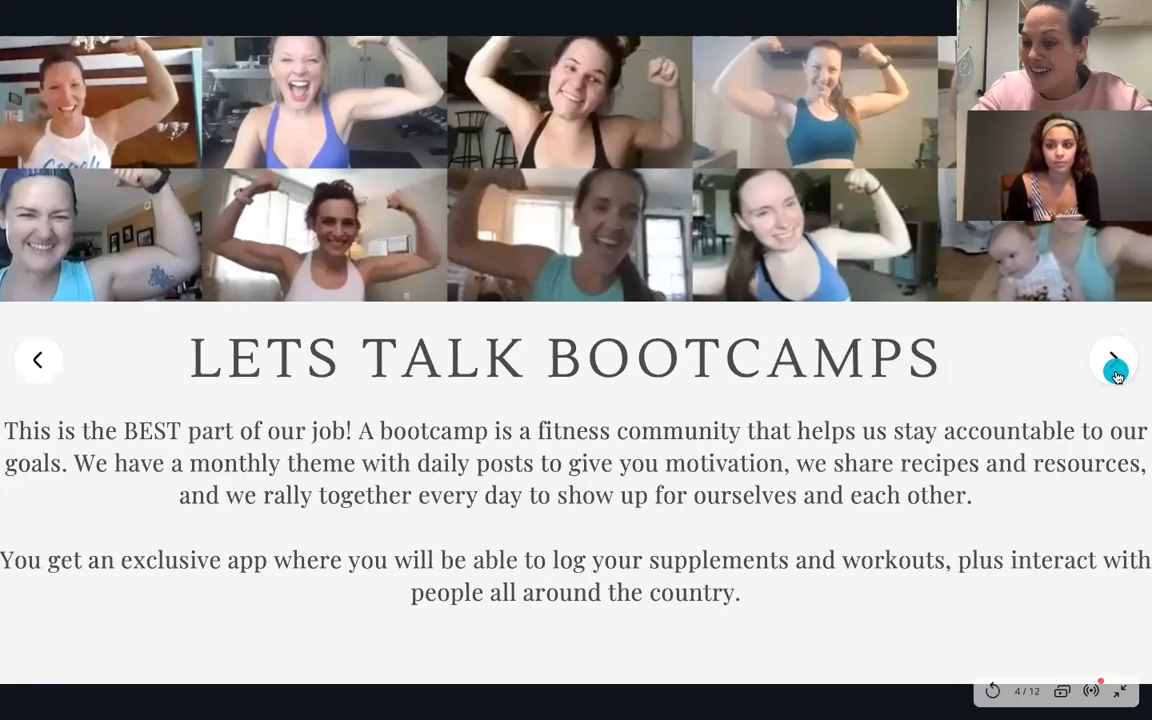 LETS TALK BOOTCAMPS
This is the BEST part of our job! A bootcamp is a fitness community that helps us stay accountable to our
goals. We have a monthly theme with daily posts to give you motivation, we share recipes and resources,
and we rally together every day to show up for ourselves and each other.
You get an exclusive app where you will be able to log your supplements and workouts, plus interact with
people all around the country.
4 / 12